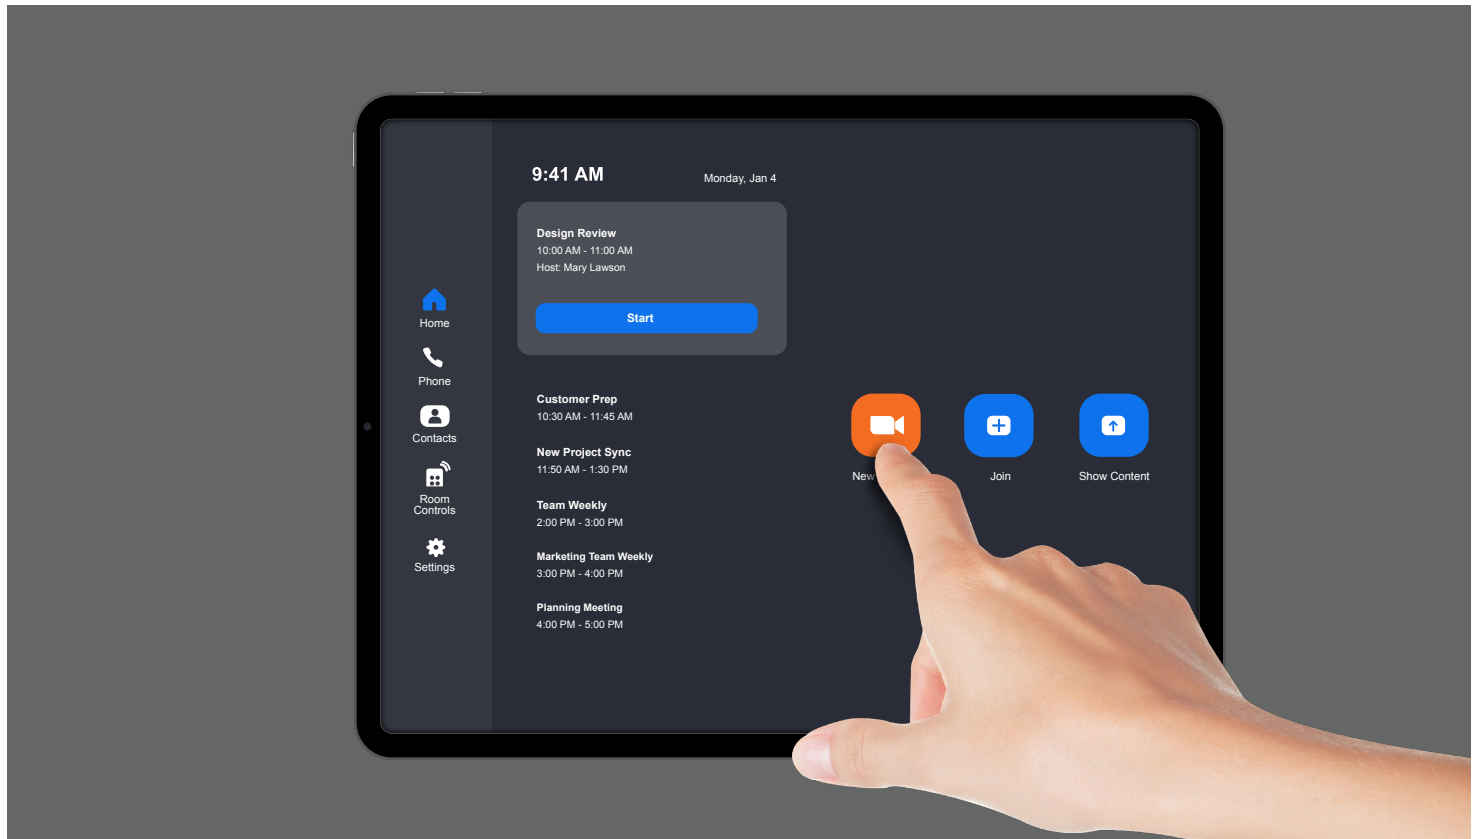 9:41 AM
Monday, Jan 4
Design Review
10:00 AM - 11:00 AM
Host: Mary Lawson
Start
Home
Phone
Contacts
Room
Controls
Settings
Customer Prep
10:30 AM - 11:45 AM
New Project Sync
11:50 AM - 1:30 PM
Team Weekly
2:00 PM - 3:00 PM
Marketing Team Weekly
3:00 PM - 4:00 PM
Planning Meeting
4:00 PM - 5:00 PM
New
Join
Show Content